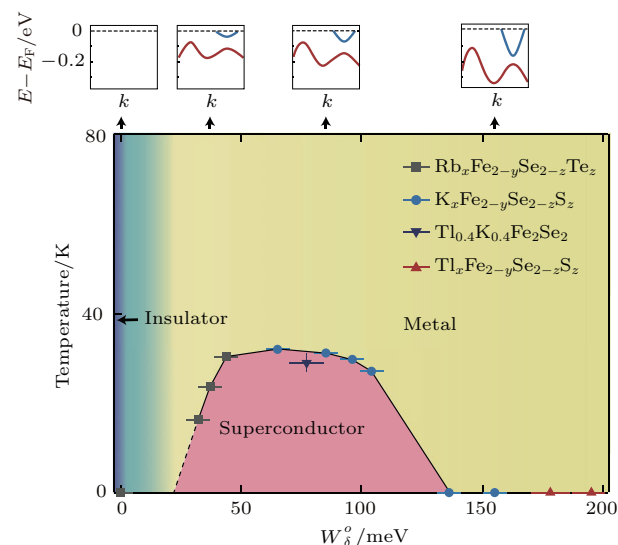 E−E_F/eV
0
−0.2
k k k k
80
Rb_xFe_{2−y}Se_{2−z}Te_z
K_xFe_{2−y}Se_{2−z}S_z
Tl_{0.4}K_{0.4}Fe_2Se_2
Tl_xFe_{2−y}Se_{2−z}S_z
Temperature/K
40
Insulator
Metal
Superconductor
0
0 50 100 150 200
W_δ^o/meV